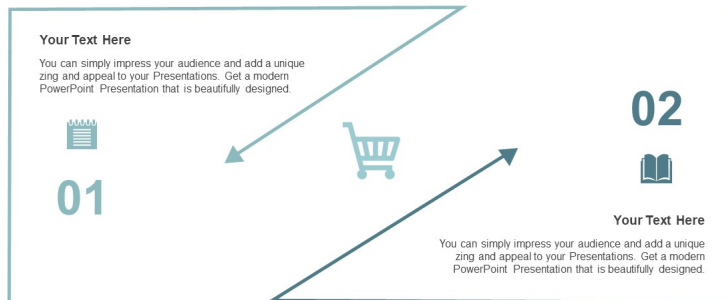 Your Text Here
You can simply impress your audience and add a unique
zing and appeal to your Presentations. Get a modern
PowerPoint Presentation that is beautifully designed.
01
02
Your Text Here
You can simply impress your audience and add a unique
zing and appeal to your Presentations. Get a modern
PowerPoint Presentation that is beautifully designed.